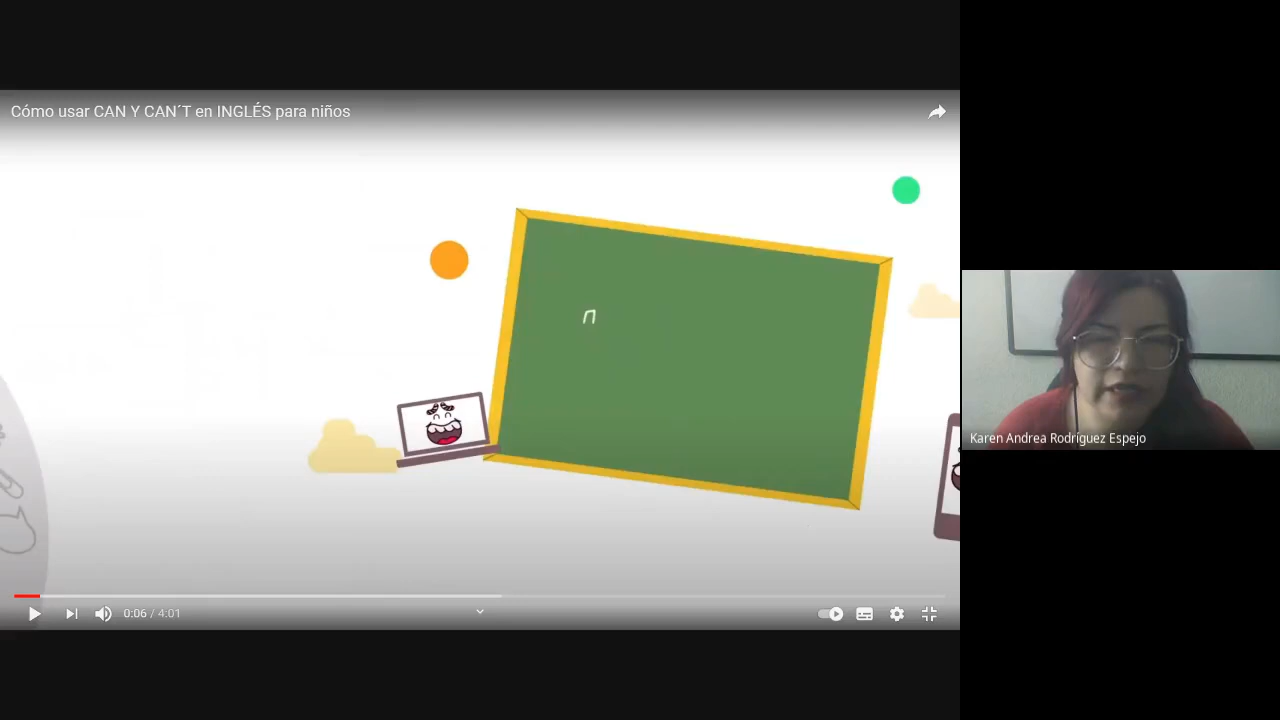 Cómo usar CAN Y CAN´T en INGLÉS para niños
n
Karen Andrea Rodríguez Espejo
0:06 / 4:01